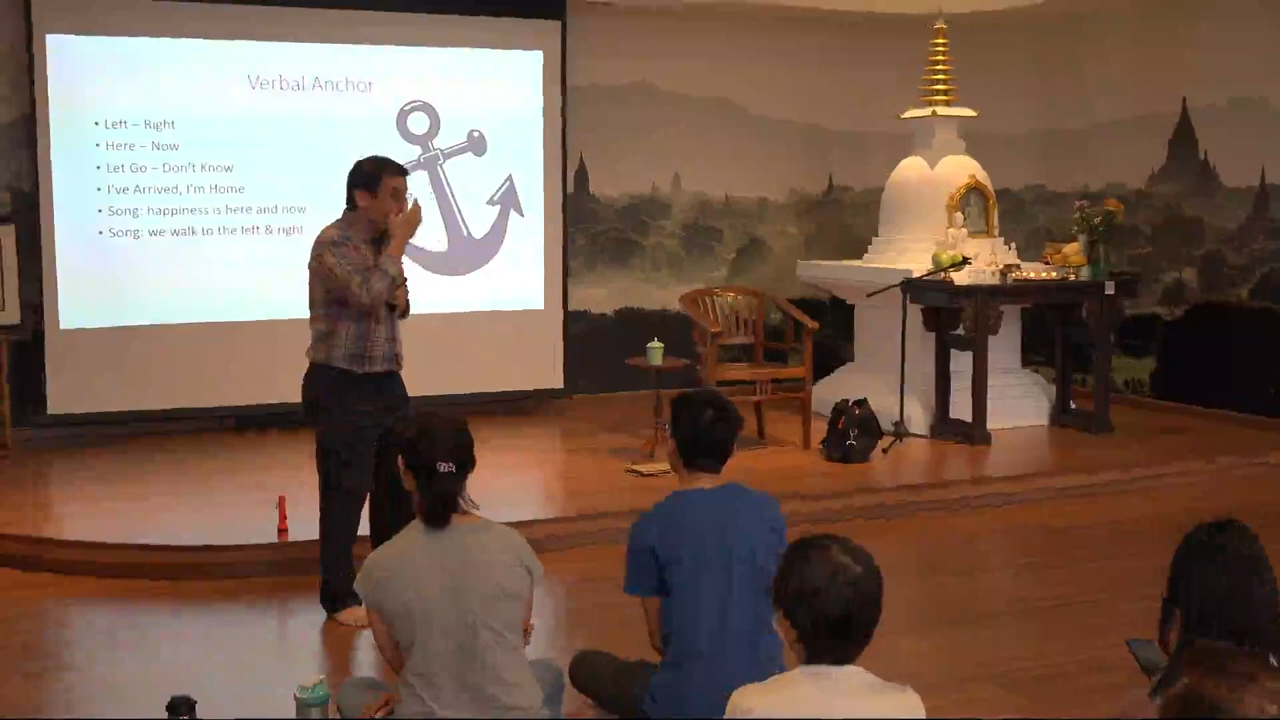 Verbal Anchor
• Left – Right
• Here – Now
• Let Go – Don't Know
• I've Arrived, I'm Home
• Song: happiness is here and now
• Song: we walk to the left & right